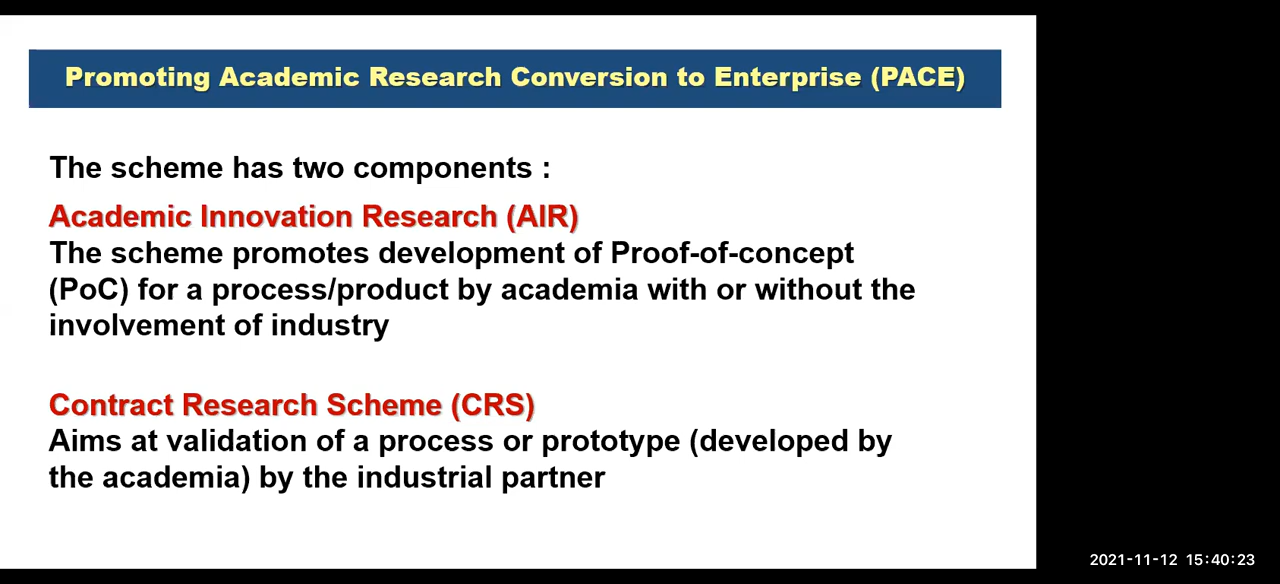 Promoting Academic Research Conversion to Enterprise (PACE)
The scheme has two components :
Academic Innovation Research (AIR)
The scheme promotes development of Proof-of-concept
(PoC) for a process/product by academia with or without the
involvement of industry
Contract Research Scheme (CRS)
Aims at validation of a process or prototype (developed by
the academia) by the industrial partner
2021-11-12 15:40:23